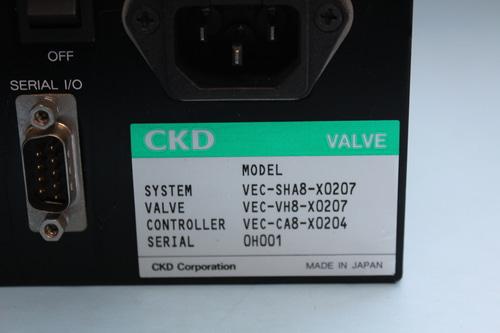 OFF
SERIAL I/O
CKD VALVE
MODEL
SYSTEM VEC-SHA8-X0207
VALVE VEC-VH8-X0207
CONTROLLER VEC-CA8-X0204
SERIAL 0H001
CKD Corporation MADE IN JAPAN